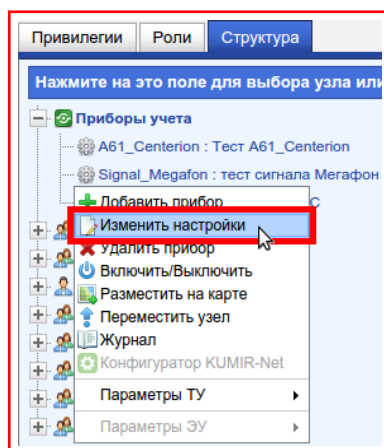 Привилегии Роли Структура
Нажмите на это поле для выбора узла или
Приборы учета
A61_Centerion : Тест A61_Centerion
Signal_Megafon : тест сигнала Мегафон
Добавить прибор С
Изменить настройки
Удалить прибор
Включить/Выключить
Разместить на карте
Переместить узел
Журнал
Конфигуратор KUMIR-Net
Параметры ТУ
Параметры ЭУ